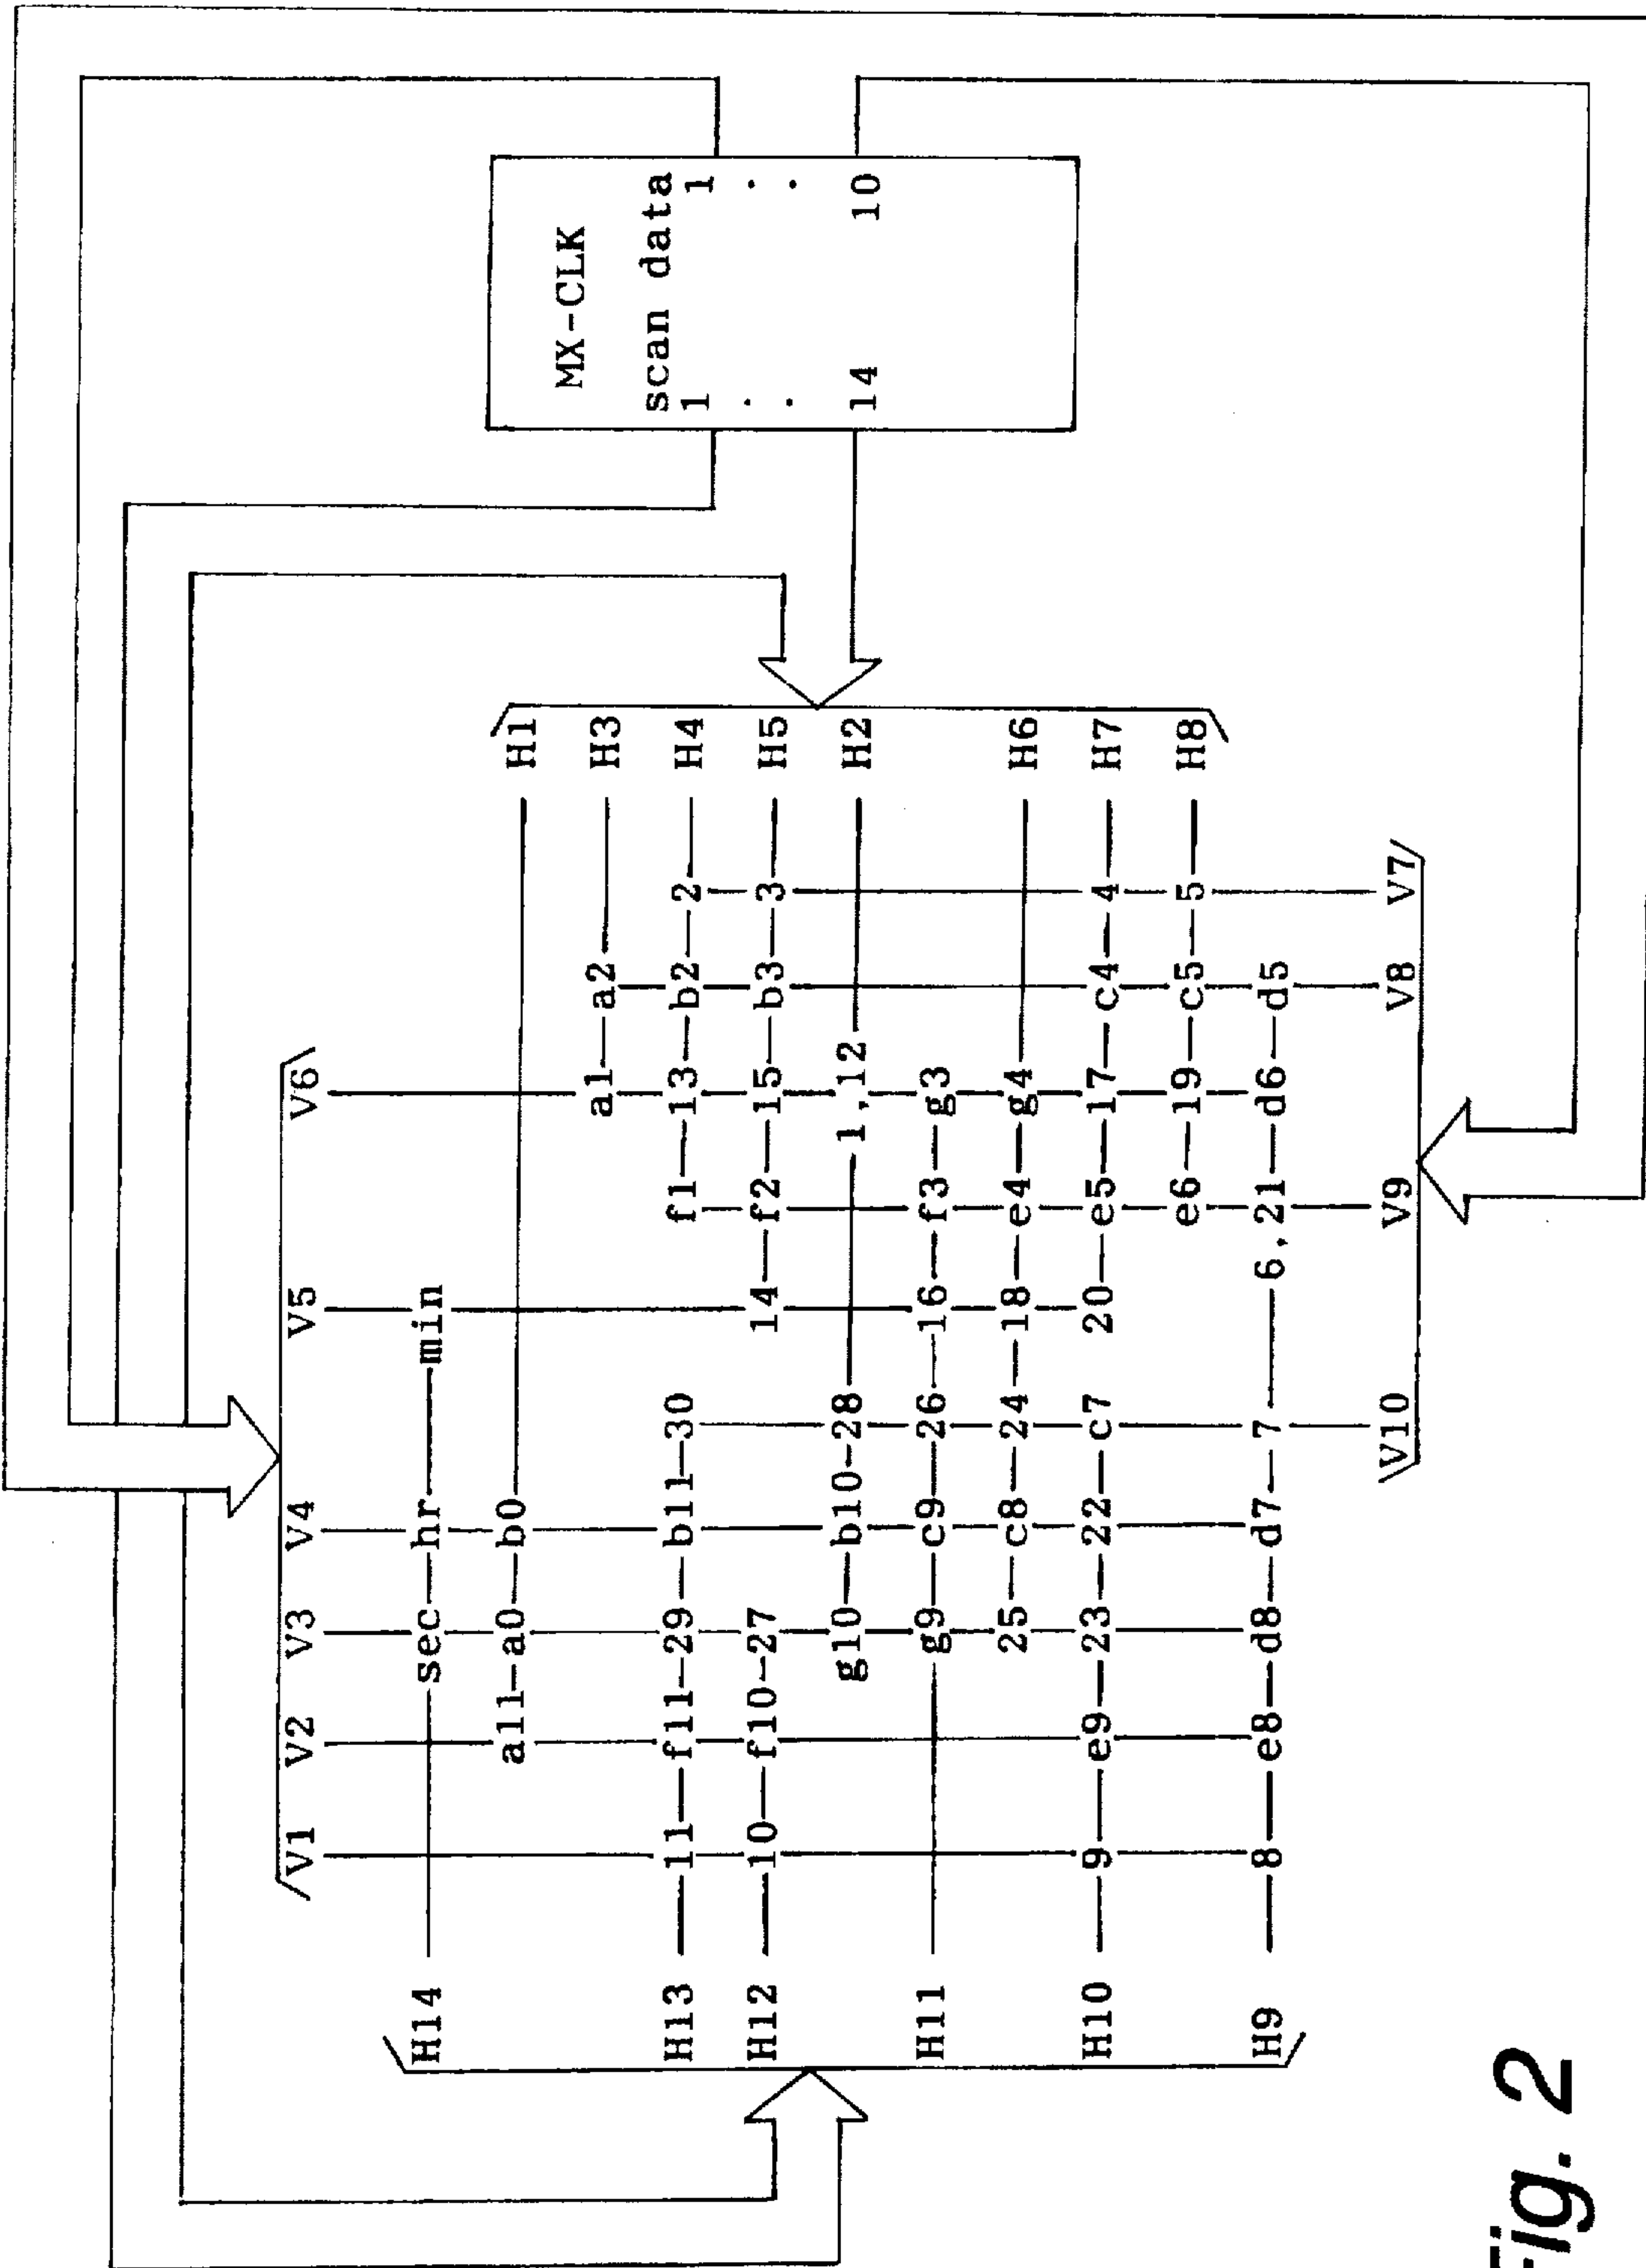 V1 V2 V3 V4 V5 V6
H14 sec hr min
a11 a0 b0 H1
a1 a2 H3
H13 11 f11 29 b11 30 f1 13 b2 2 H4
H12 10 f10 27 14 f2 15 b3 3 H5
g10 b10 28 1,12 H2
H11 g9 c9 26 16 f3 g3
25 c8 24 18 e4 g4 H6
H10 9 e9 23 22 c7 20 e5 17 c4 4 H7
e6 19 c5 5 H8
H9 8 e8 d8 d7 7 6,21 d6 d5
V10 V9 V8 V7
MX-CLK
scan data
1 1
: :
14 10
Fig. 2